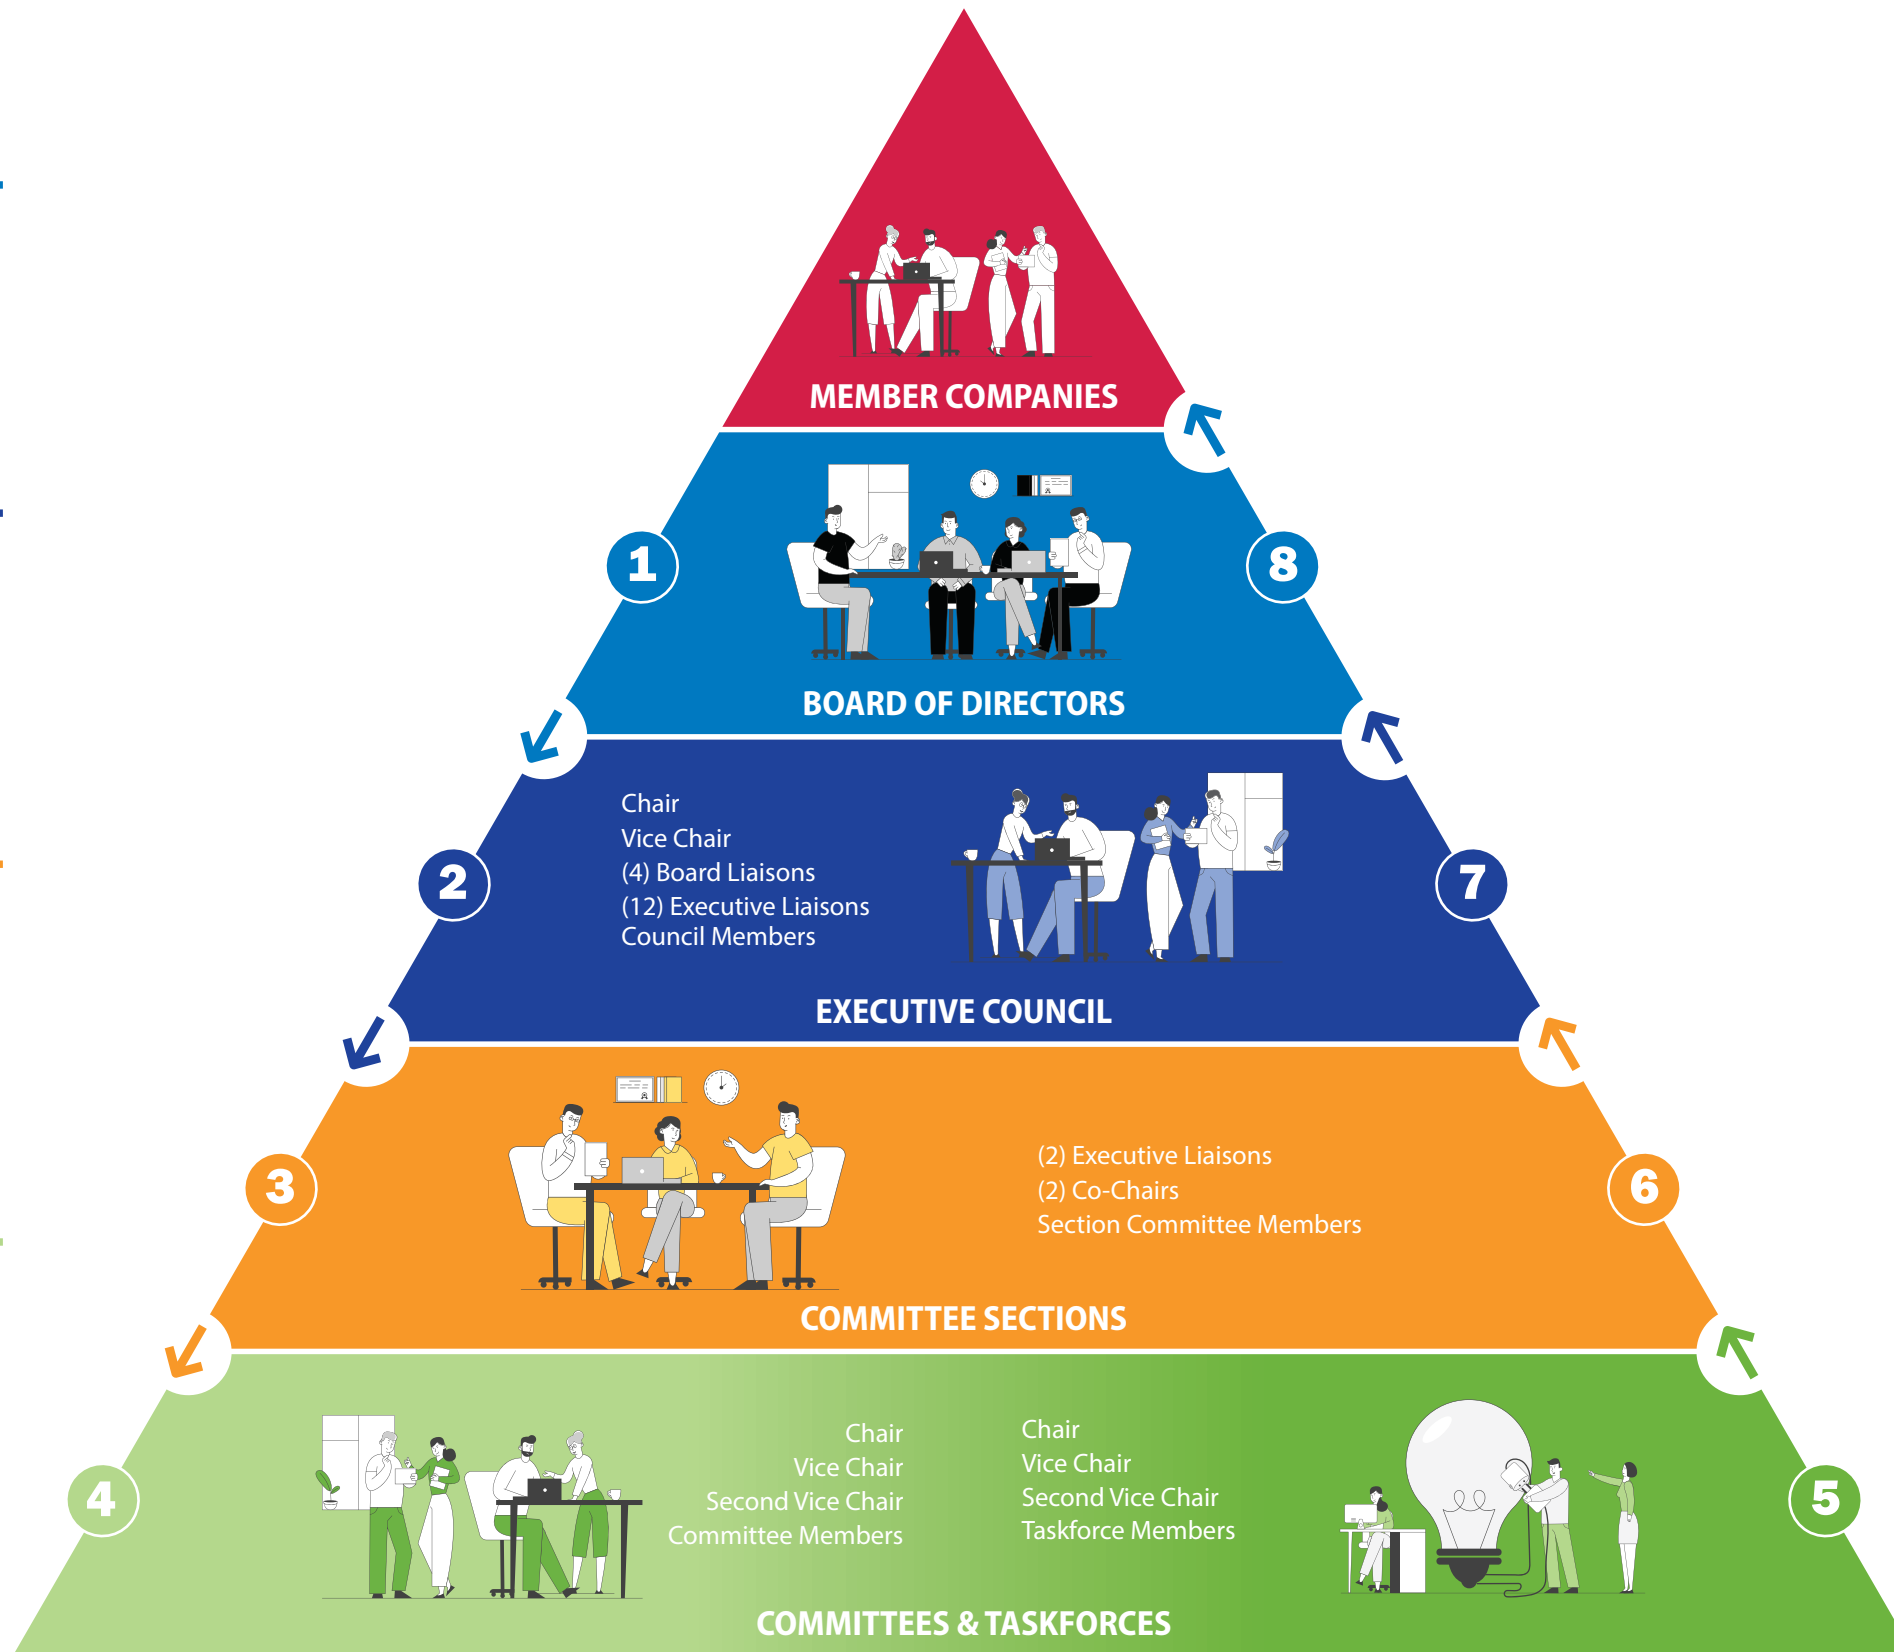 MEMBER COMPANIES
1
8
BOARD OF DIRECTORS
Chair
Vice Chair
(4) Board Liaisons
(12) Executive Liaisons
Council Members
2
7
EXECUTIVE COUNCIL
3
(2) Executive Liaisons
(2) Co-Chairs
Section Committee Members
6
COMMITTEE SECTIONS
4
Chair
Vice Chair
Second Vice Chair
Committee Members
Chair
Vice Chair
Second Vice Chair
Taskforce Members
5
COMMITTEES & TASKFORCES